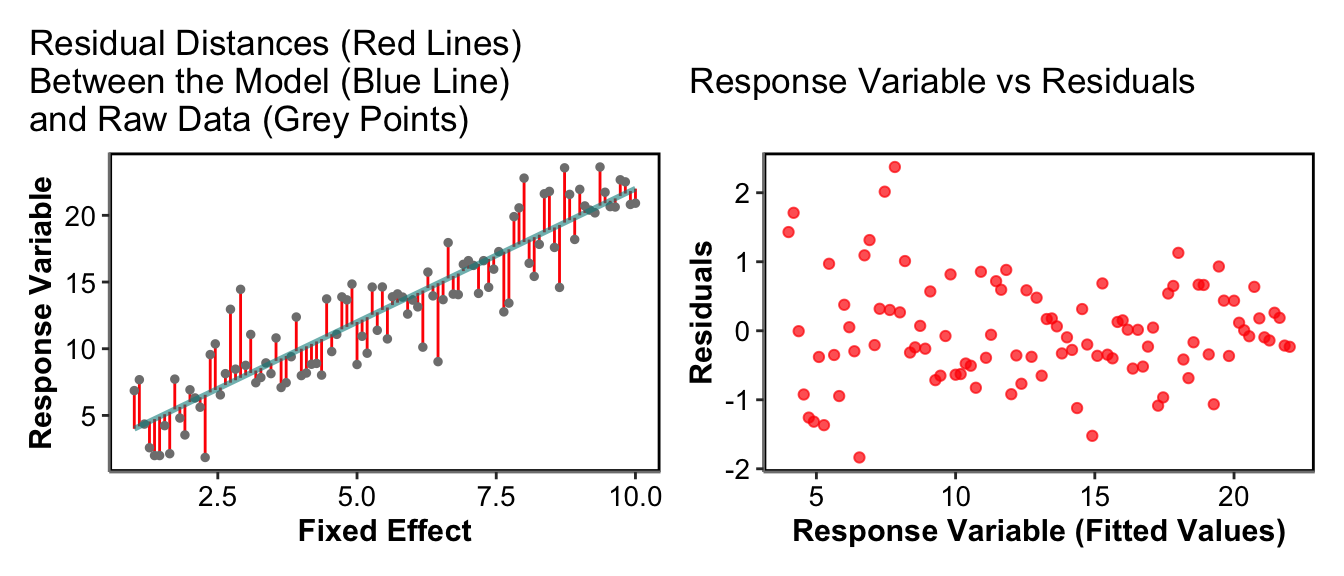 Residual Distances (Red Lines)
Between the Model (Blue Line)
and Raw Data (Grey Points)
Response Variable
20
15
10
5
2.5 5.0 7.5 10.0
Fixed Effect
Response Variable vs Residuals
Residuals
2
1
0
-1
-2
5 10 15 20
Response Variable (Fitted Values)